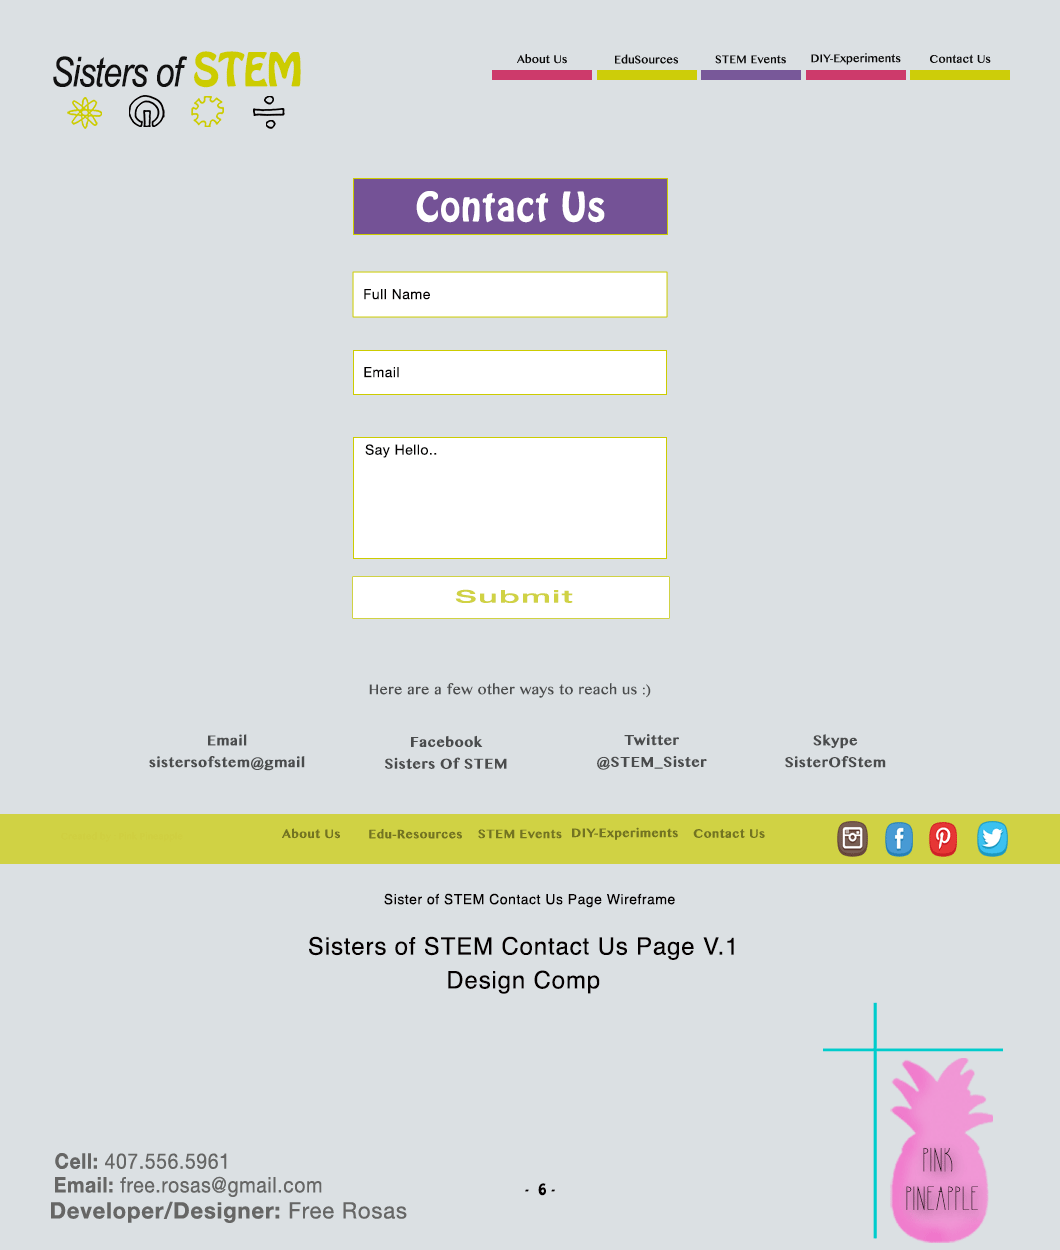 Sisters of STEM
About Us EduSources STEM Events DIY-Experiments Contact Us
Contact Us
Full Name
Email
Say Hello..
Submit
Here are a few other ways to reach us :)
Email Facebook Twitter Skype
sistersofstem@gmail Sisters Of STEM @STEM_Sister SisterOfStem
About Us Edu-Resources STEM Events DIY-Experiments Contact Us
Sister of STEM Contact Us Page Wireframe
Sisters of STEM Contact Us Page V.1
Design Comp
PINK
PINEAPPLE
Cell: 407.556.5961
Email: free.rosas@gmail.com
- 6 -
Developer/Designer: Free Rosas